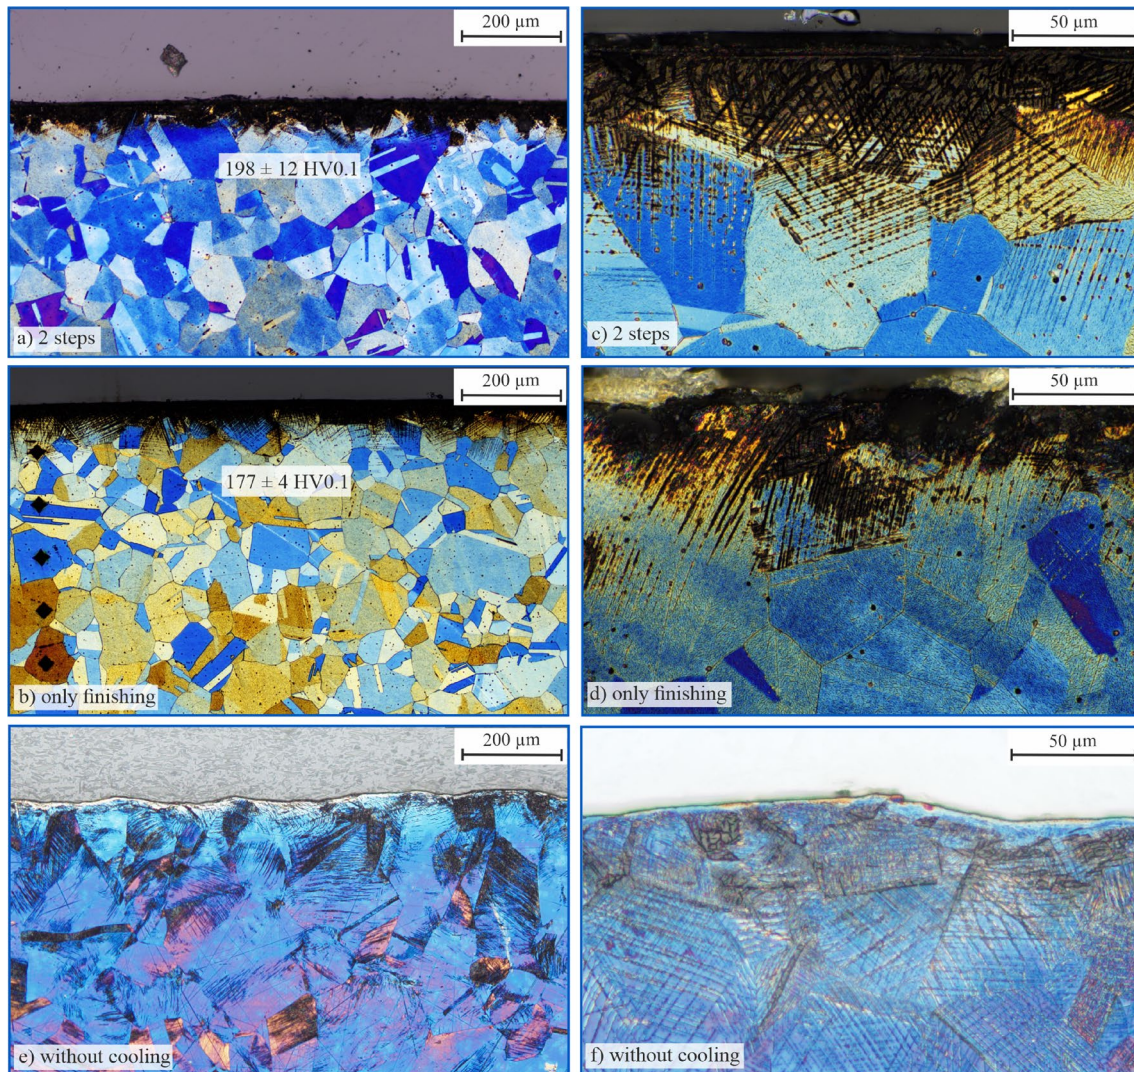 200 µm
198 ± 12 HV0.1
a) 2 steps
50 µm
c) 2 steps
200 µm
177 ± 4 HV0.1
b) only finishing
50 µm
d) only finishing
200 µm
e) without cooling
50 µm
f) without cooling